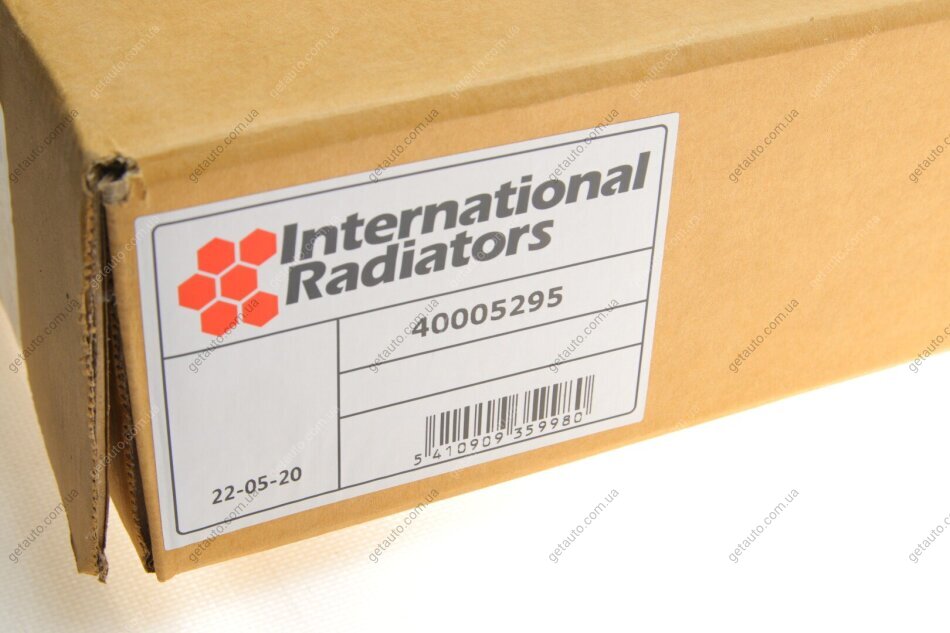 International
Radiators
40005295
5 410909 359980
22-05-20
getauto.com.ua